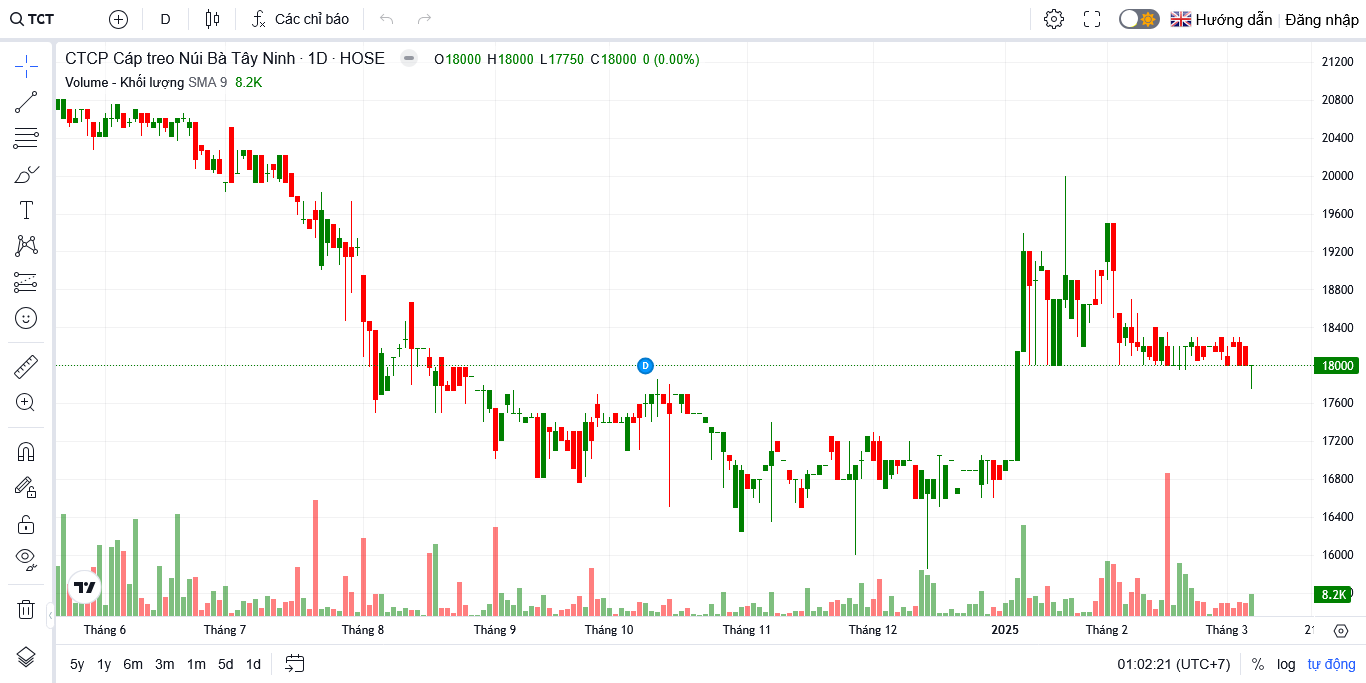 TCT D Các chỉ báo Hướng dẫn Đăng nhập
CTCP Cáp treo Núi Bà Tây Ninh · 1D · HOSE O18000 H18000 L17750 C18000 0 (0.00%)
Volume - Khối lượng SMA 9 8.2K
21200
20800
20400
20000
19600
19200
18800
18400
18000
D
17600
17200
16800
16400
16000
8.2K
Tháng 6 Tháng 7 Tháng 8 Tháng 9 Tháng 10 Tháng 11 Tháng 12 2025 Tháng 2 Tháng 3
5y 1y 6m 3m 1m 5d 1d 01:02:21 (UTC+7) % log tự động